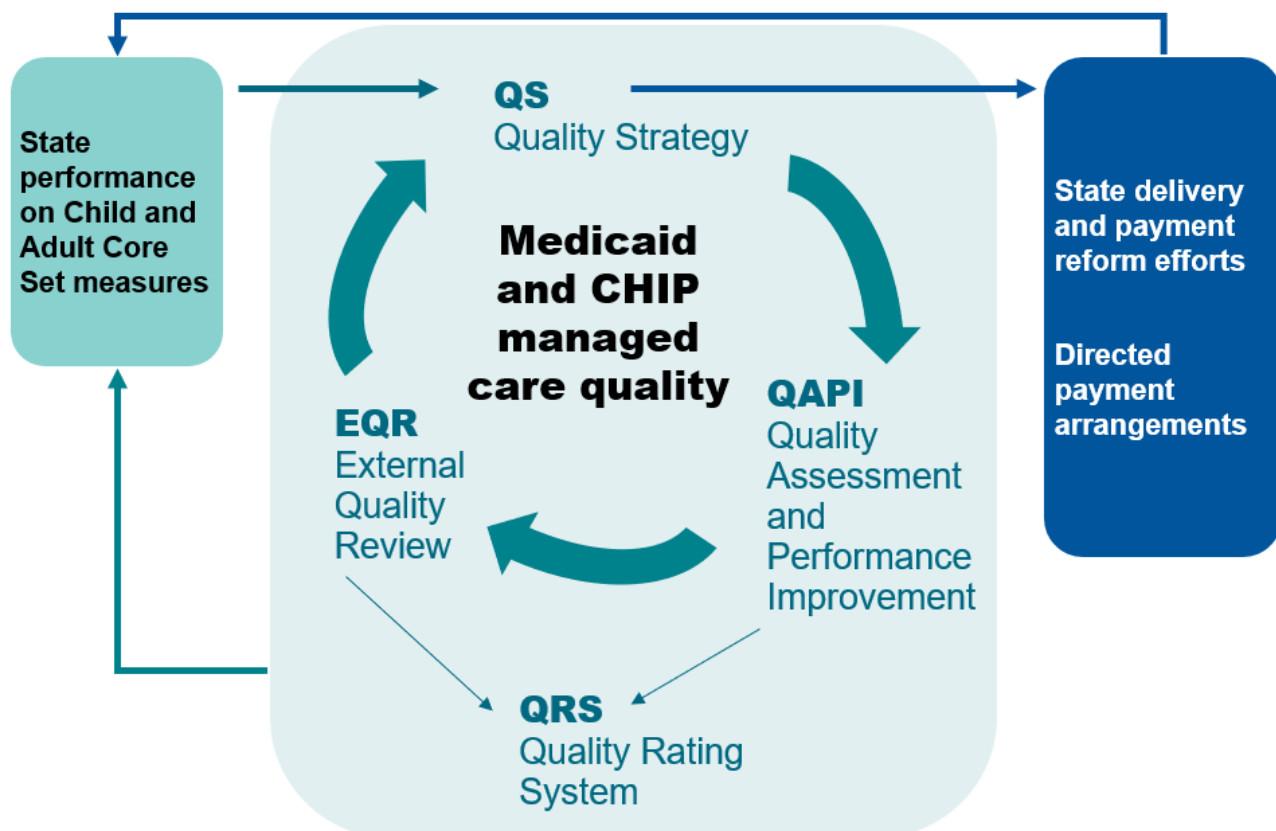 State
performance
on Child and
Adult Core
Set measures
QS
Quality Strategy
Medicaid
and CHIP
managed
care quality
EQR
External
Quality
Review
QAPI
Quality
Assessment
and
Performance
Improvement
QRS
Quality Rating
System
State delivery
and payment
reform efforts
Directed
payment
arrangements